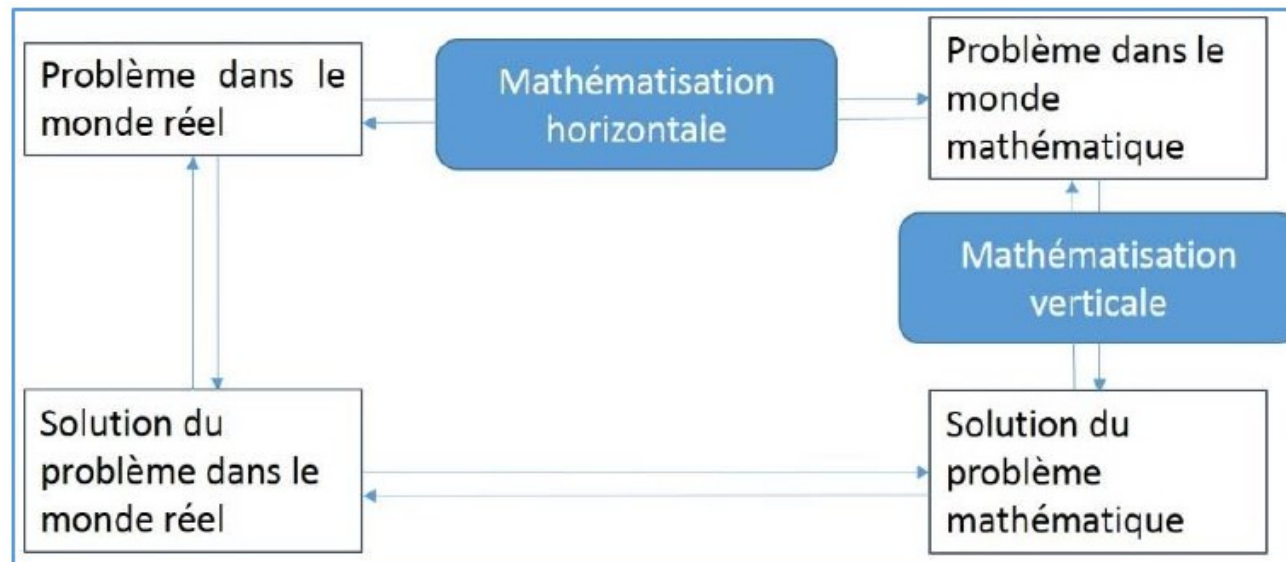 Problème dans le
monde réel
Mathématisation
horizontale
Problème dans le
monde
mathématique
Mathématisation
verticale
Solution du
problème dans le
monde réel
Solution du
problème
mathématique